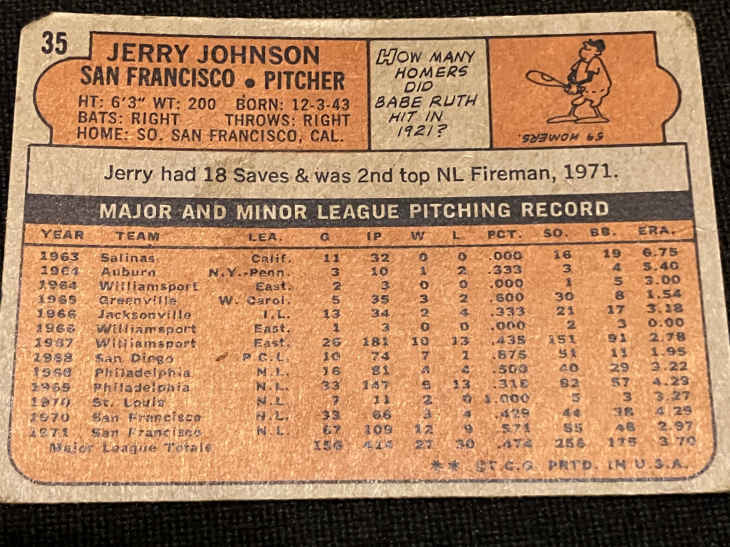 35
JERRY JOHNSON
SAN FRANCISCO • PITCHER
HT: 6'3" WT: 200 BORN: 12-3-43
BATS: RIGHT THROWS: RIGHT
HOME: SO. SAN FRANCISCO, CAL.
HOW MANY
HOMERS
DID
BABE RUTH
HIT IN
1921?
59 HOMERS.
Jerry had 18 Saves & was 2nd top NL Fireman, 1971.
MAJOR AND MINOR LEAGUE PITCHING RECORD
YEAR TEAM LEA. G IP W L PCT. SO. BB. ERA.
1963 Salinas Calif. 11 32 0 0 .000 16 19 6.75
1964 Auburn N.Y.-Penn. 3 10 1 2 .333 3 4 5.40
1964 Williamsport East. 2 3 0 0 .000 1 5 3.00
1965 Greenville W. Carol. 5 35 3 2 .600 30 8 1.54
1966 Jacksonville I.L. 13 34 2 4 .333 21 17 3.18
1966 Williamsport East. 1 3 0 0 .000 2 3 0.00
1967 Williamsport East. 26 181 10 13 .435 151 91 2.78
1968 San Diego P.C.L. 10 74 7 1 .875 51 11 1.95
1968 Philadelphia N.L. 16 81 4 4 .500 40 29 3.22
1969 Philadelphia N.L. 33 147 6 13 .316 82 57 4.29
1970 St. Louis N.L. 7 11 2 0 1.000 5 3 3.27
1970 San Francisco N.L. 33 66 3 4 .429 44 38 4.29
1971 San Francisco N.L. 67 109 12 9 .571 85 48 2.97
Major League Totals 156 414 27 30 .474 256 175 3.70
** ©T.C.G. PRTD. IN U.S.A.